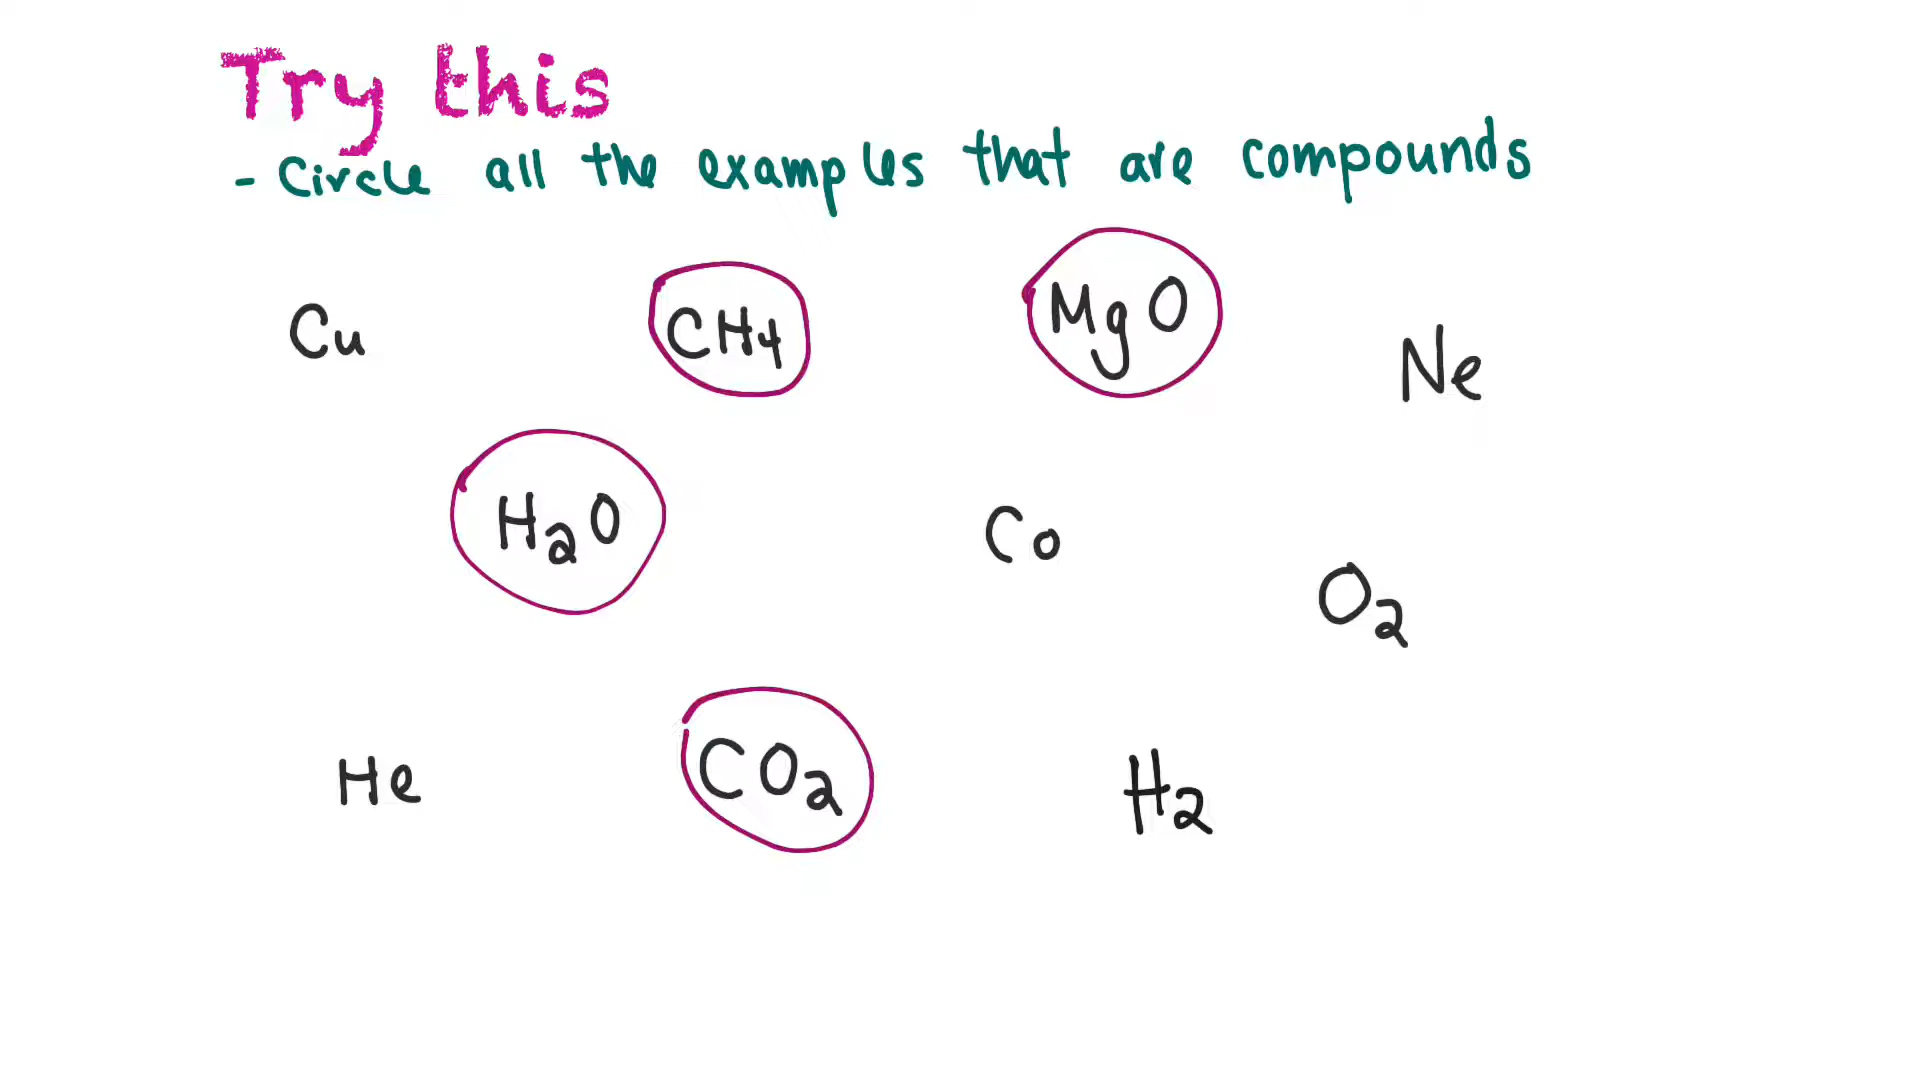 Try this
- Circle all the examples that are compounds
Cu CH4 MgO Ne
H2O Co O2
He CO2 H2